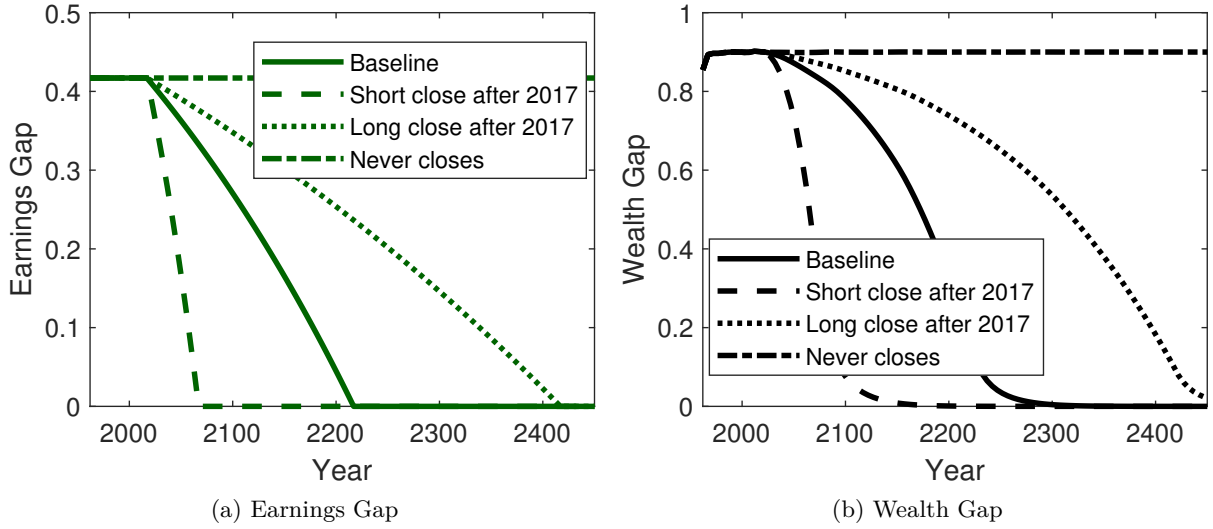 0.5
0.4
0.3
0.2
0.1
0
Earnings Gap
2000 2100 2200 2300 2400
Year
Baseline
Short close after 2017
Long close after 2017
Never closes
(a) Earnings Gap
1
0.8
0.6
0.4
0.2
0
Wealth Gap
2000 2100 2200 2300 2400
Year
Baseline
Short close after 2017
Long close after 2017
Never closes
(b) Wealth Gap